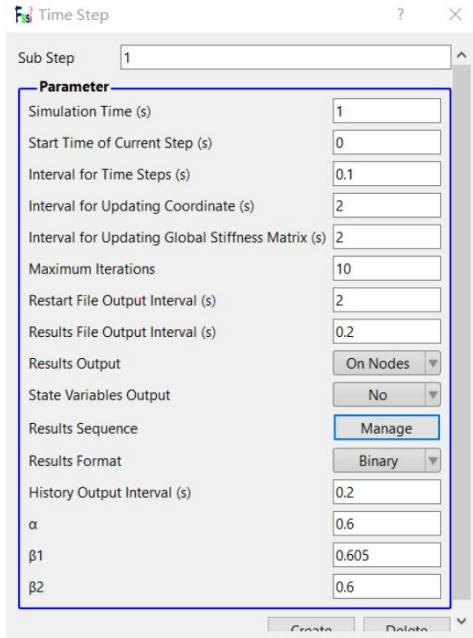 Fssi Time Step ?
Sub Step 1
Parameter
Simulation Time (s) 1
Start Time of Current Step (s) 0
Interval for Time Steps (s) 0.1
Interval for Updating Coordinate (s) 2
Interval for Updating Global Stiffness Matrix (s) 2
Maximum Iterations 10
Restart File Output Interval (s) 2
Results File Output Interval (s) 0.2
Results Output On Nodes
State Variables Output No
Results Sequence Manage
Results Format Binary
History Output Interval (s) 0.2
α 0.6
β1 0.605
β2 0.6
Create Delete